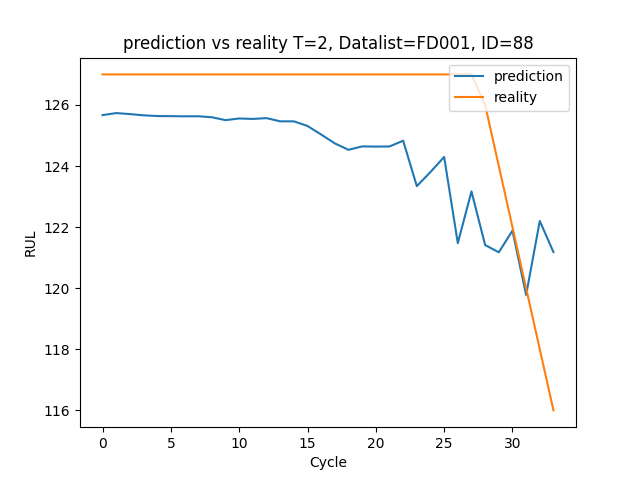 prediction vs reality T=2, Datalist=FD001, ID=88
prediction
reality
RUL
126
124
122
120
118
116
0 5 10 15 20 25 30
Cycle